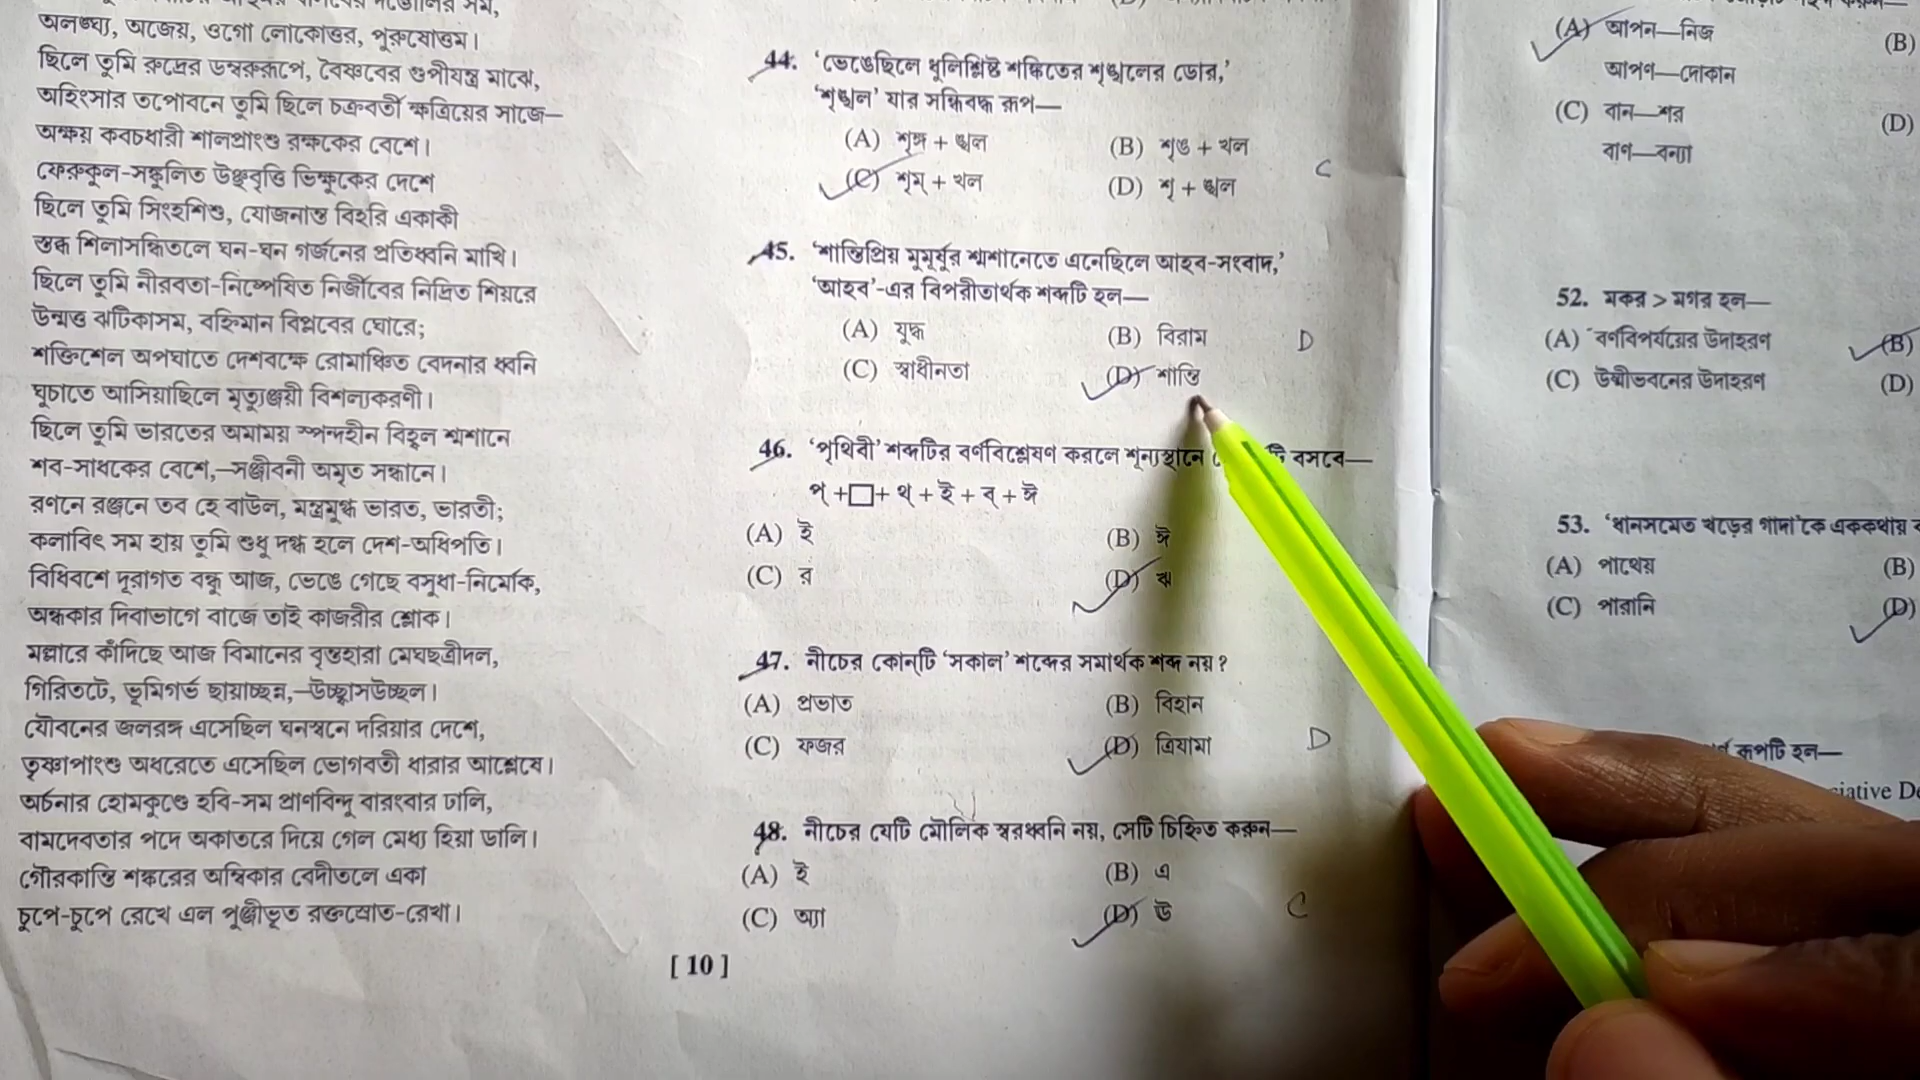 অলঙ্ঘ্য, অজেয়, ওগো লোকোত্তর, পুরুষোত্তম।
ছিলে তুমি রুদ্রের ডম্বরুরূপে, বৈষ্ণবের গুপীযন্ত্র মাঝে,
অহিংসার তপোবনে তুমি ছিলে চক্রবর্তী ক্ষত্রিয়ের সাজে—
অক্ষয় কবচধারী শালপ্রাংশু রক্ষকের বেশে।
ফেরুকুল-সঙ্কুলিত উঞ্ছবৃত্তি ভিক্ষুকের দেশে
ছিলে তুমি সিংহশিশু, যোজনান্ত বিহরি একাকী
স্তব্ধ শিলাসন্ধিতলে ঘন-ঘন গর্জনের প্রতিধ্বনি মাখি।
ছিলে তুমি নীরবতা-নিষ্পেষিত নির্জীবের নিদ্রিত শিয়রে
উন্মত্ত ঝটিকাসম, বহ্নিমান বিপ্লবের ঘোরে;
শক্তিশেল অপঘাতে দেশবক্ষে রোমাঞ্চিত বেদনার ধ্বনি
ঘুচাতে আসিয়াছিলে মৃত্যুঞ্জয়ী বিশল্যকরণী।
ছিলে তুমি ভারতের অমাময় স্পন্দহীন বিহ্বল শ্মশানে
শব-সাধকের বেশে,—সঞ্জীবনী অমৃত সন্ধানে।
রণনে রঞ্জনে তব হে বাউল, মন্ত্রমুগ্ধ ভারত, ভারতী;
কলাবিৎ সম হায় তুমি শুধু দগ্ধ হলে দেশ-অধিপতি।
বিধিবশে দূরাগত বন্ধু আজ, ভেঙে গেছে বসুধা-নির্মোক,
অন্ধকার দিবাভাগে বাজে তাই কাজরীর শ্লোক।
মল্লারে কাঁদিছে আজ বিমানের বৃন্তহারা মেঘছত্রীদল,
গিরিতটে, ভূমিগর্ভ ছায়াচ্ছন্ন,—উচ্ছ্বাসউচ্ছল।
যৌবনের জলরঙ্গ এসেছিল ঘনস্বনে দরিয়ার দেশে,
তৃষ্ণাপাংশু অধরেতে এসেছিল ভোগবতী ধারার আশ্লেষে।
অর্চনার হোমকুণ্ডে হবি-সম প্রাণবিন্দু বারংবার ঢালি,
বামদেবতার পদে অকাতরে দিয়ে গেল মেধ্য হিয়া ডালি।
গৌরকান্তি শঙ্করের অম্বিকার বেদীতলে একা
চুপে-চুপে রেখে এল পুঞ্জীভূত রক্তস্রোত-রেখা।
44. ‘ভেঙেছিলে ধূলিশ্লিষ্ট শঙ্কিতের শৃঙ্খলের ডোর,’
‘শৃঙ্খল’ যার সন্ধিবদ্ধ রূপ—
(A) শৃঙ্গ + ঙ্খল (B) শৃঙ + খল
(C) শৃম্ + খল (D) শৃ + ঙ্খল C
45. ‘শান্তিপ্রিয় মুমূর্ষুর শ্মশানেতে এনেছিলে আহব-সংবাদ,’
‘আহব’-এর বিপরীতার্থক শব্দটি হল—
(A) যুদ্ধ (B) বিরাম D
(C) স্বাধীনতা (D) শান্তি
46. ‘পৃথিবী’ শব্দটির বর্ণবিশ্লেষণ করলে শূন্যস্থানে বসবে—
প্ + □ + থ্ + ই + ব্ + ঈ
(A) ই (B) ঈ
(C) র (D) ঋ
47. নীচের কোন্‌টি ‘সকাল’ শব্দের সমার্থক শব্দ নয় ?
(A) প্রভাত (B) বিহান
(C) ফজর (D) ত্রিযামা D
48. নীচের যেটি মৌলিক স্বরধ্বনি নয়, সেটি চিহ্নিত করুন—
(A) ই (B) এ
(C) অ্যা (D) উ C
[ 10 ]
(A) আপন—নিজ (B)
আপণ—দোকান
(C) বান—শর (D)
বাণ—বন্যা
52. মকর > মগর হল—
(A) বর্ণবিপর্যয়ের উদাহরণ (B)
(C) উষ্মীভবনের উদাহরণ (D)
53. ‘ধানসমেত খড়ের গাদা’কে এককথায়
(A) পাথেয় (B)
(C) পারানি (D)
রূপটি হল—